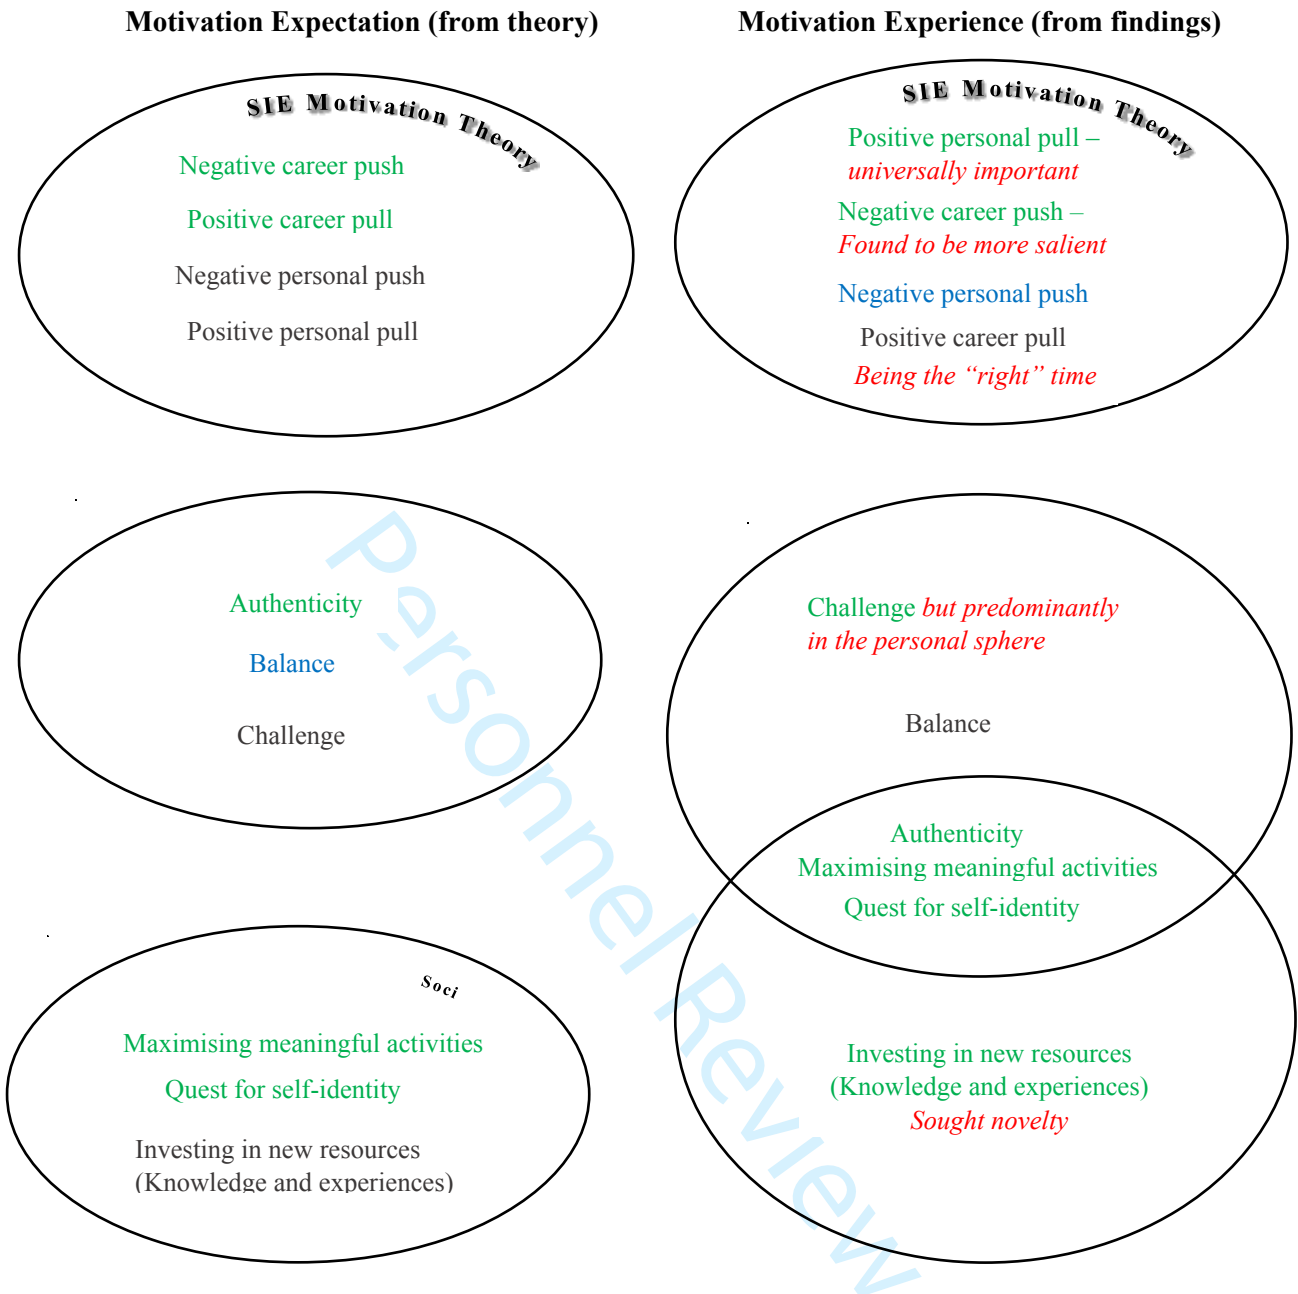 Motivation Expectation (from theory)
SIE Motivation Theory
Negative career push
Positive career pull
Negative personal push
Positive personal pull
Authenticity
Balance
Challenge
Soci
Maximising meaningful activities
Quest for self-identity
Investing in new resources
(Knowledge and experiences)
Motivation Experience (from findings)
SIE Motivation Theory
Positive personal pull –
universally important
Negative career push –
Found to be more salient
Negative personal push
Positive career pull
Being the “right” time
Challenge but predominantly
in the personal sphere
Balance
Authenticity
Maximising meaningful activities
Quest for self-identity
Investing in new resources
(Knowledge and experiences)
Sought novelty
Personnel Review